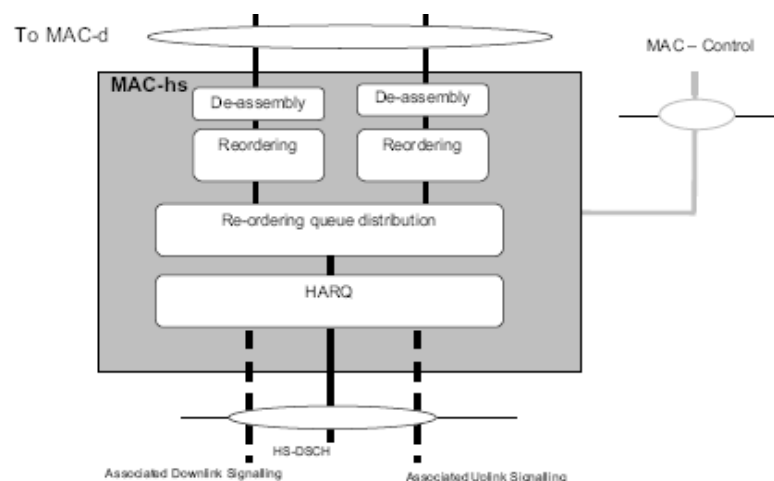 To MAC-d
MAC – Control
MAC-hs
De-assembly
De-assembly
Reordering
Reordering
Re-ordering queue distribution
HARQ
HS-DSCH
Associated Downlink Signalling
Associated Uplink Signalling